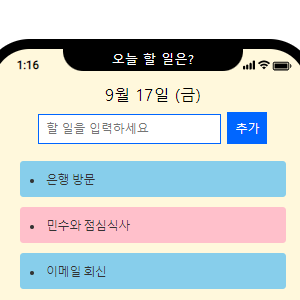 오늘 할 일은?
1:16
9월 17일 (금)
할 일을 입력하세요
추가
은행 방문
민수와 점심식사
이메일 회신